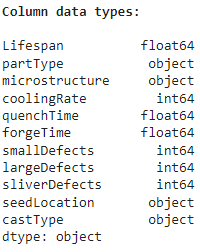 Column data types:
Lifespan float64
partType object
microstructure object
coolingRate int64
quenchTime float64
forgeTime float64
smallDefects int64
largeDefects int64
sliverDefects int64
seedLocation object
castType object
dtype: object